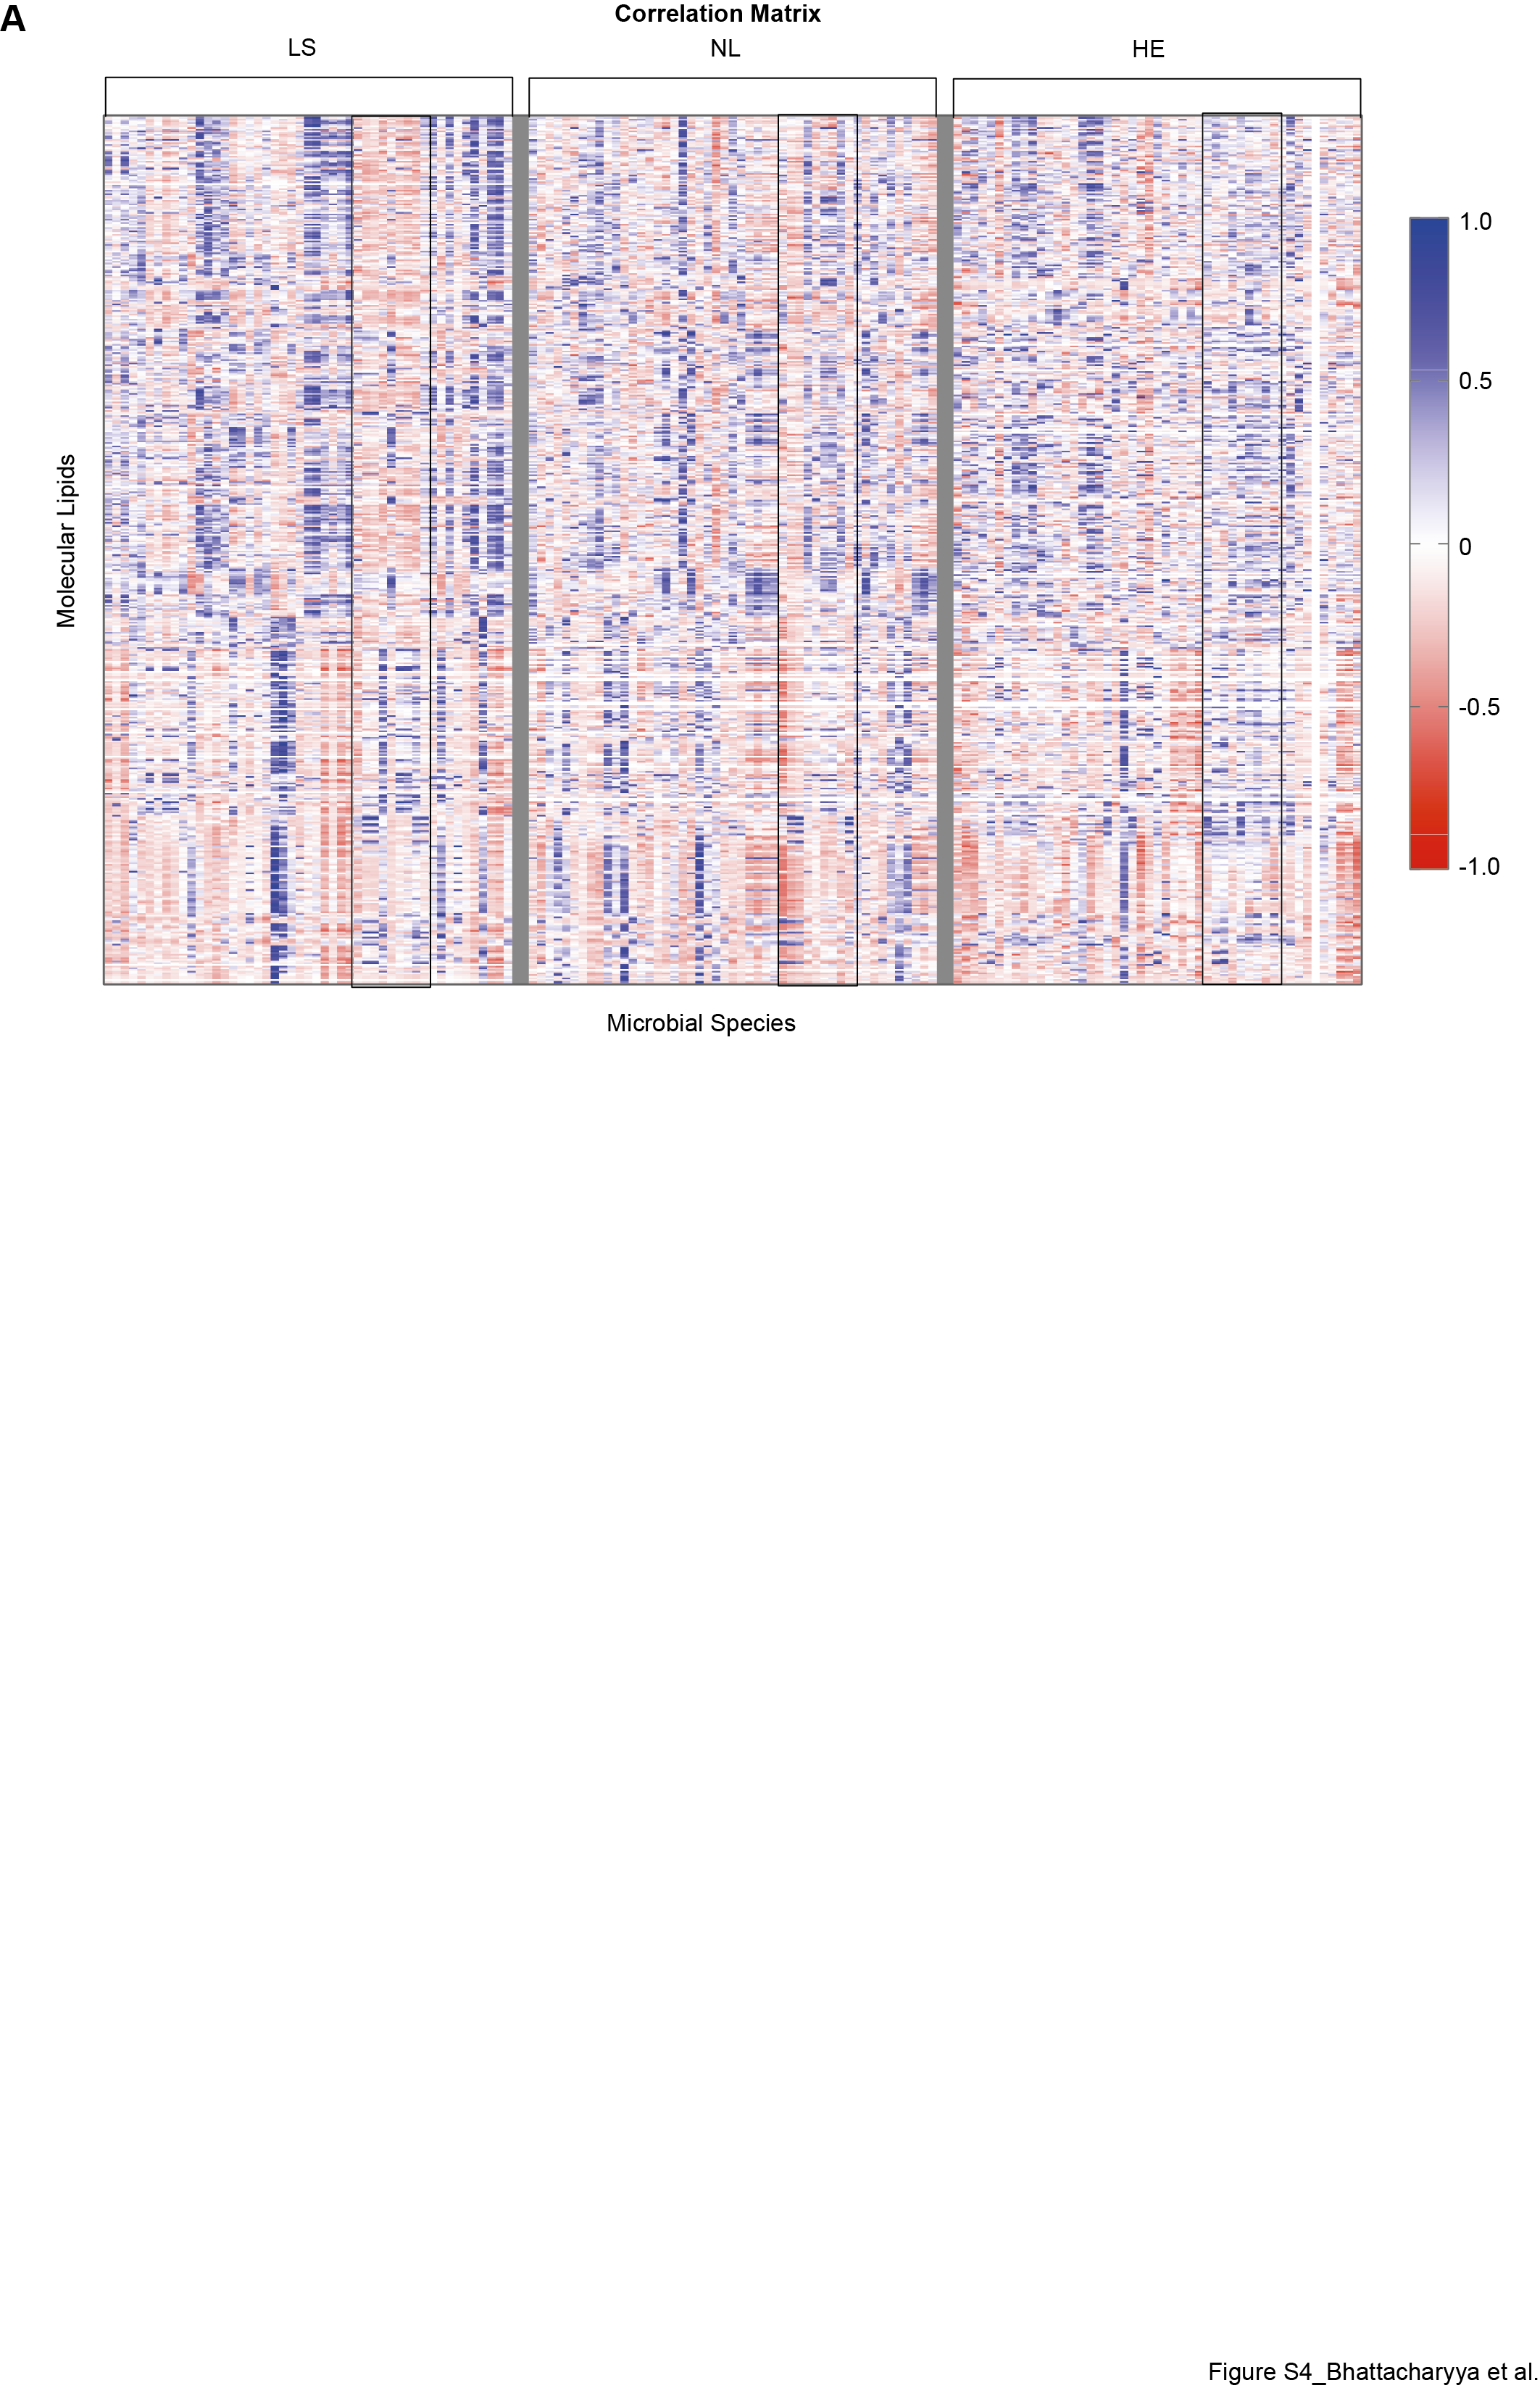 A
Correlation Matrix
LS
NL
HE
Molecular Lipids
1.0
0.5
0
-0.5
-1.0
Microbial Species
Figure S4_Bhattacharyya et al.